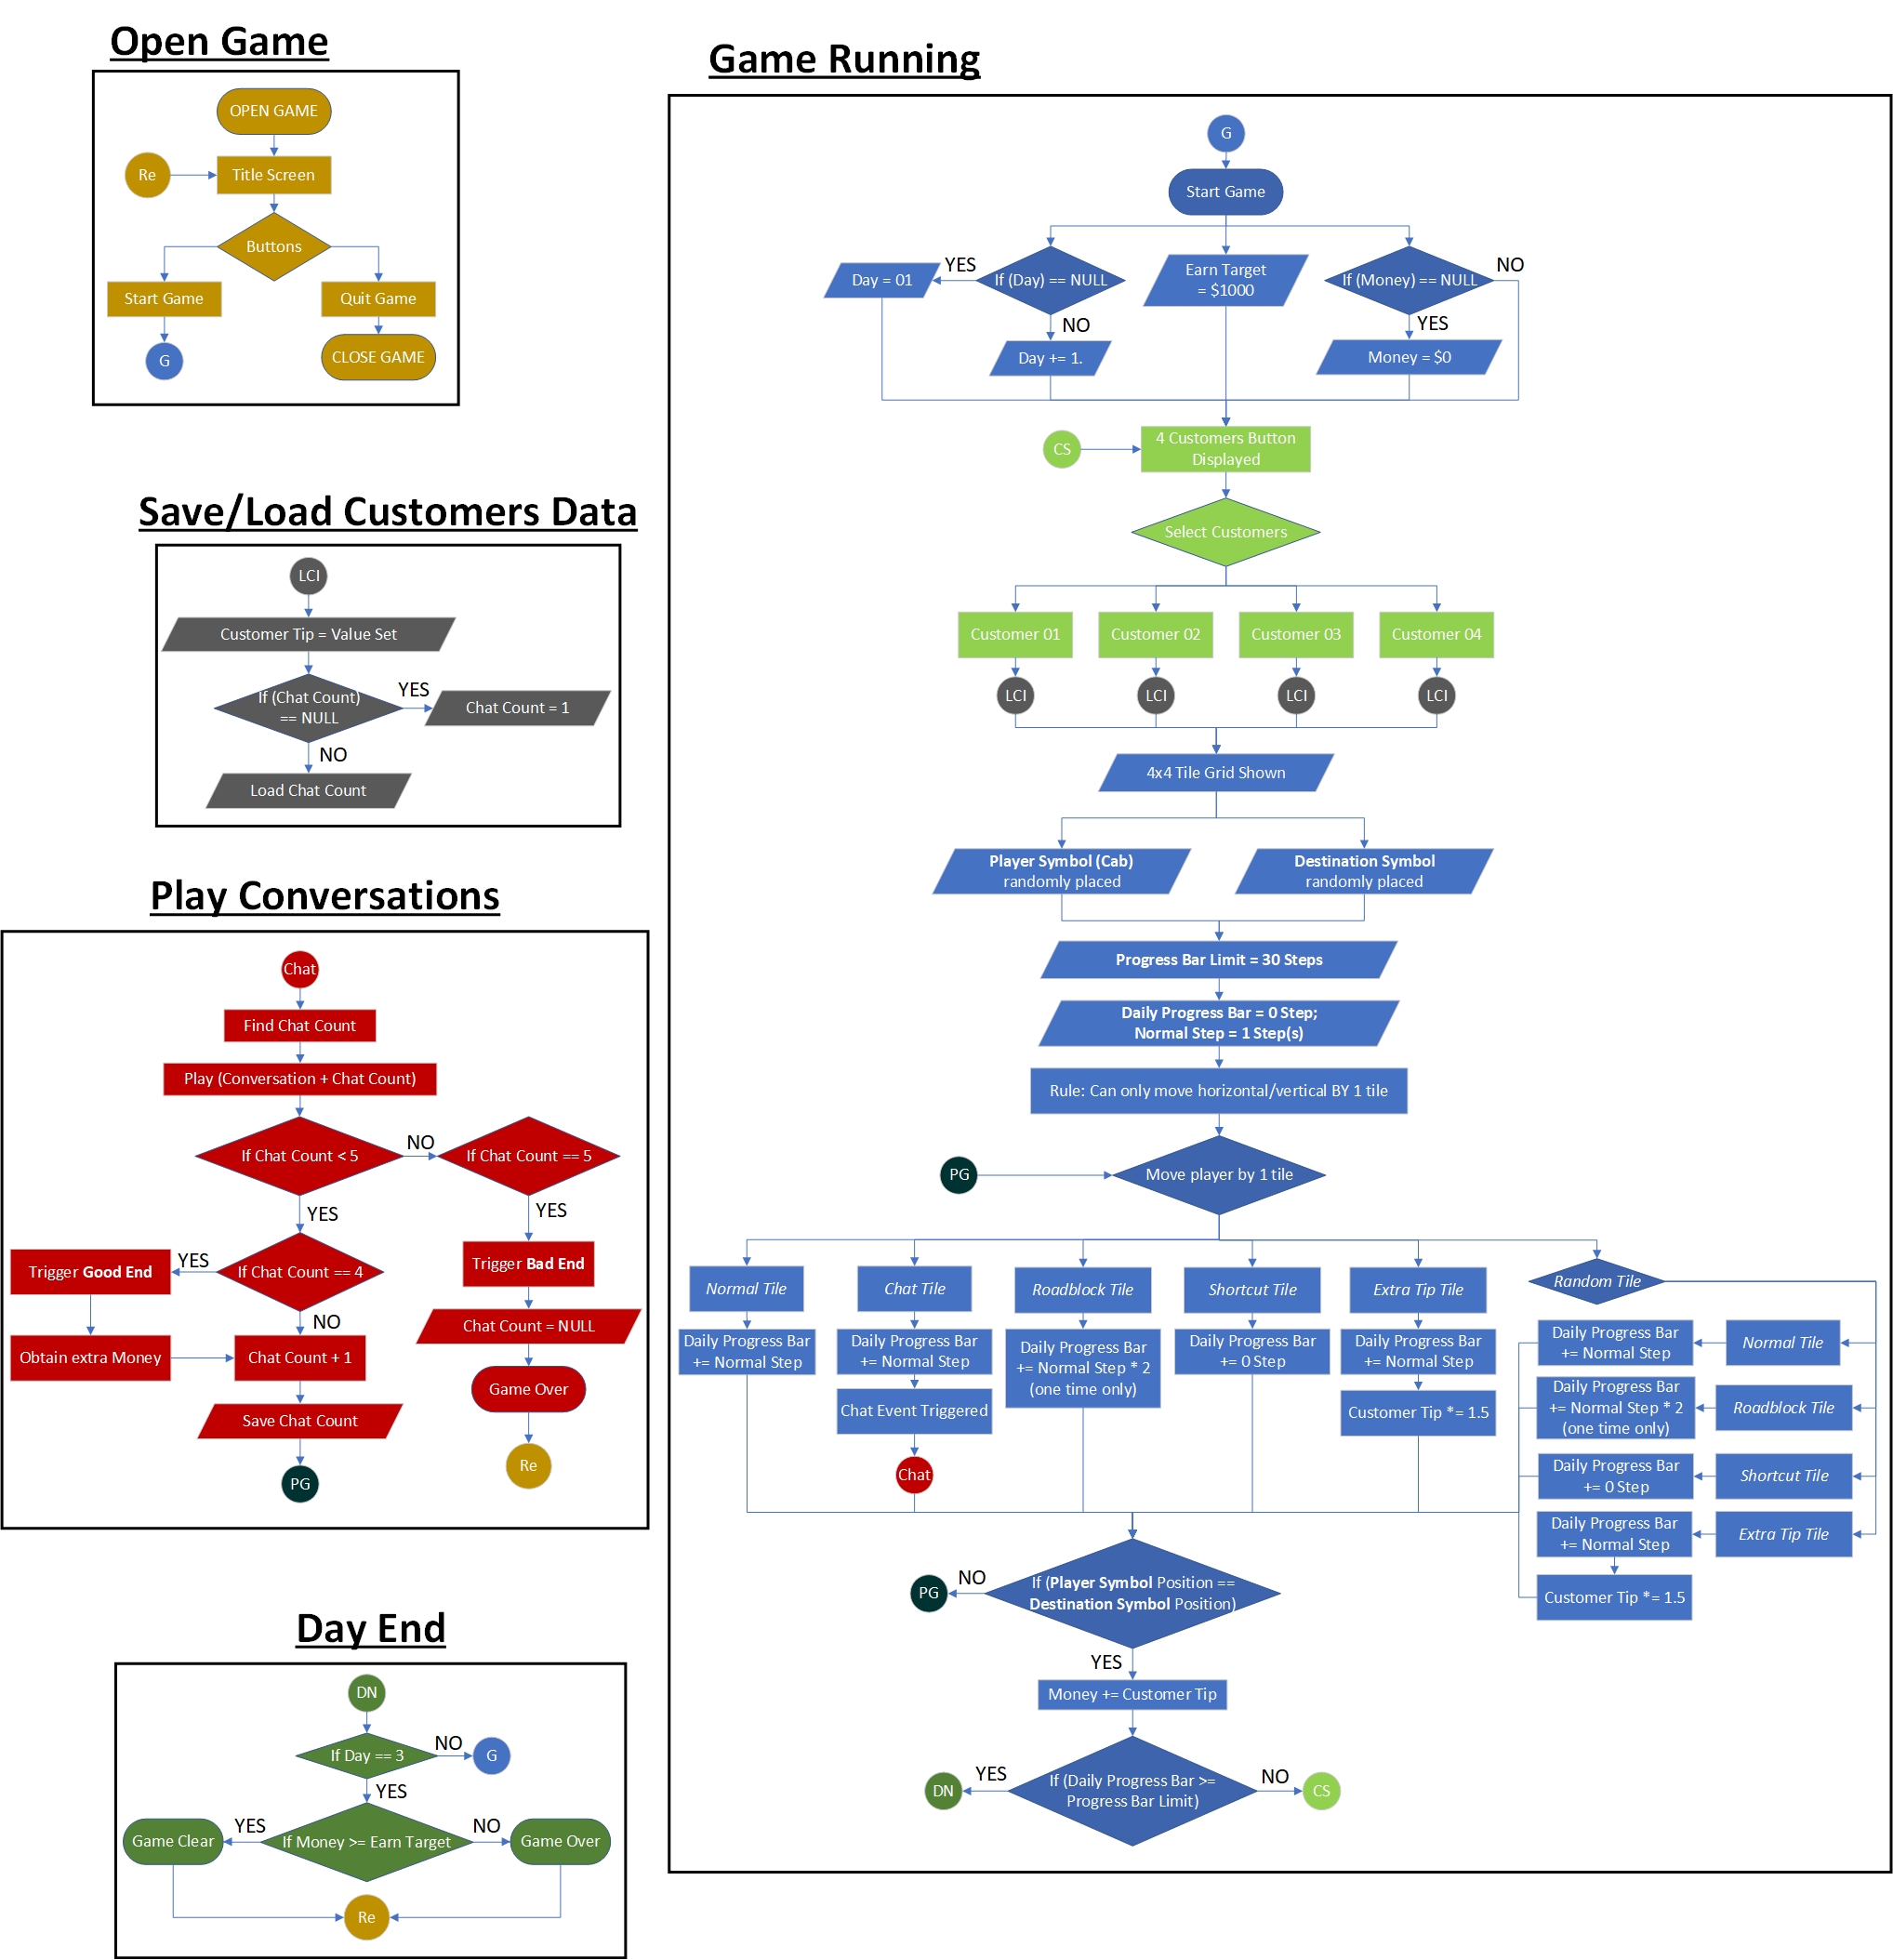 Open Game
OPEN GAME
Re
Title Screen
Buttons
Start Game
Quit Game
G
CLOSE GAME
Save/Load Customers Data
LCI
Customer Tip = Value Set
If (Chat Count)
== NULL
YES
Chat Count = 1
NO
Load Chat Count
Play Conversations
Chat
Find Chat Count
Play (Conversation + Chat Count)
If Chat Count < 5
NO
If Chat Count == 5
YES
YES
Trigger Good End
YES
If Chat Count == 4
Trigger Bad End
NO
Chat Count = NULL
Obtain extra Money
Chat Count + 1
Game Over
Save Chat Count
Re
PG
Day End
DN
If Day == 3
NO
G
YES
Game Clear
YES
If Money >= Earn Target
NO
Game Over
Re
Game Running
G
Start Game
Day = 01
YES
If (Day) == NULL
Earn Target
= $1000
If (Money) == NULL
NO
NO
YES
Day += 1.
Money = $0
CS
4 Customers Button
Displayed
Select Customers
Customer 01
Customer 02
Customer 03
Customer 04
LCI
LCI
LCI
LCI
4x4 Tile Grid Shown
Player Symbol (Cab)
randomly placed
Destination Symbol
randomly placed
Progress Bar Limit = 30 Steps
Daily Progress Bar = 0 Step;
Normal Step = 1 Step(s)
Rule: Can only move horizontal/vertical BY 1 tile
PG
Move player by 1 tile
Normal Tile
Chat Tile
Roadblock Tile
Shortcut Tile
Extra Tip Tile
Random Tile
Daily Progress Bar
+= Normal Step
Daily Progress Bar
+= Normal Step
Daily Progress Bar
+= Normal Step * 2
(one time only)
Daily Progress Bar
+= 0 Step
Daily Progress Bar
+= Normal Step
Daily Progress Bar
+= Normal Step
Normal Tile
Chat Event Triggered
Customer Tip *= 1.5
Daily Progress Bar
+= Normal Step * 2
(one time only)
Roadblock Tile
Chat
Daily Progress Bar
+= 0 Step
Shortcut Tile
Daily Progress Bar
+= Normal Step
Extra Tip Tile
Customer Tip *= 1.5
PG
NO
If (Player Symbol Position ==
Destination Symbol Position)
YES
Money += Customer Tip
DN
YES
If (Daily Progress Bar >=
Progress Bar Limit)
NO
CS